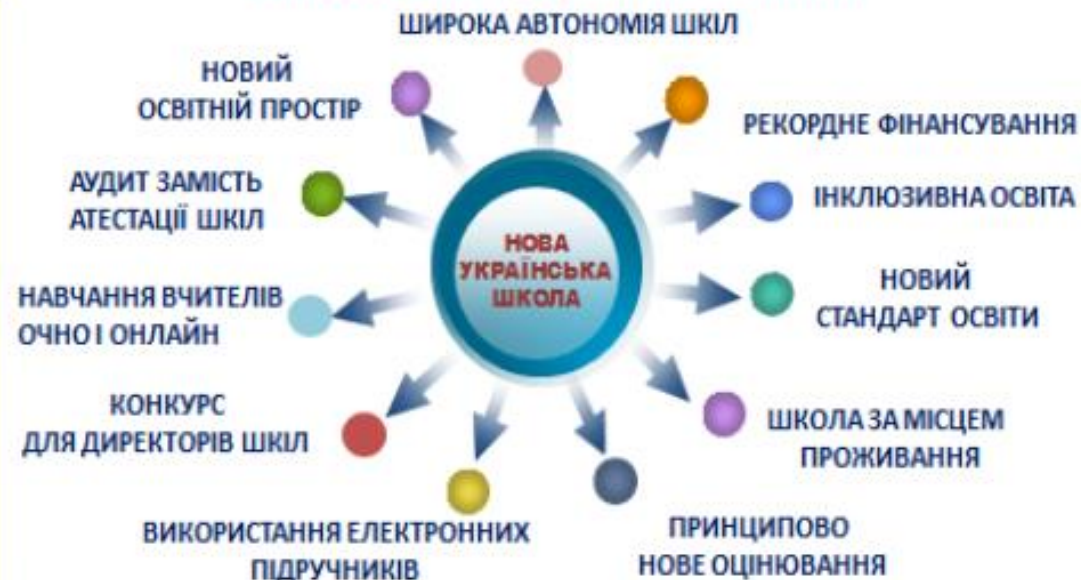 ШИРОКА АВТОНОМІЯ ШКІЛ
НОВИЙ
ОСВІТНІЙ ПРОСТІР
РЕКОРДНЕ ФІНАНСУВАННЯ
АУДИТ ЗАМІСТЬ
АТЕСТАЦІЇ ШКІЛ
ІНКЛЮЗИВНА ОСВІТА
НОВА
УКРАЇНСЬКА
ШКОЛА
НАВЧАННЯ ВЧИТЕЛІВ
ОЧНО І ОНЛАЙН
НОВИЙ
СТАНДАРТ ОСВІТИ
КОНКУРС
ДЛЯ ДИРЕКТОРІВ ШКІЛ
ШКОЛА ЗА МІСЦЕМ
ПРОЖИВАННЯ
ВИКОРИСТАННЯ ЕЛЕКТРОННИХ
ПІДРУЧНИКІВ
ПРИНЦИПОВО
НОВЕ ОЦІНЮВАННЯ